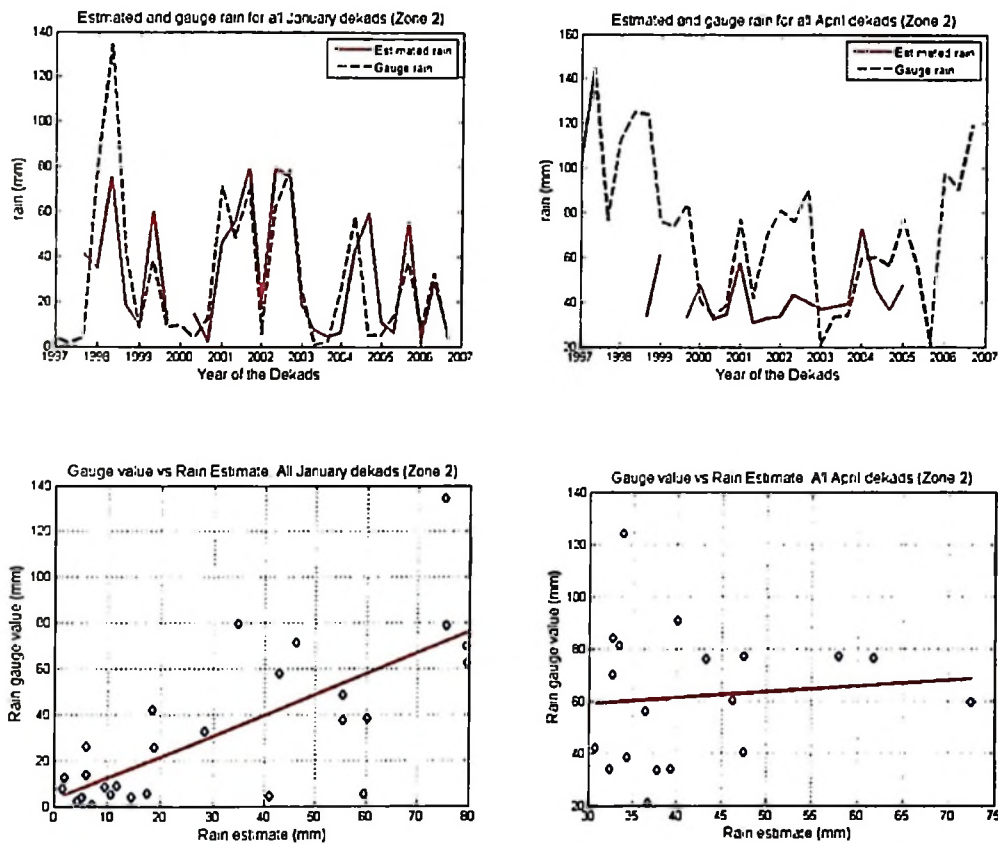 Estimated and gauge rain for all January dekads (Zone 2)
140
120
100
80
60
40
20
0
rain (mm)
Estimated rain
Gauge rain
1997 1998 1999 2000 2001 2002 2003 2004 2005 2006 2007
Year of the Dekads
Estimated and gauge rain for all April dekads (Zone 2)
160
140
120
100
80
60
40
20
rain (mm)
Estimated rain
Gauge rain
1997 1998 1999 2000 2001 2002 2003 2004 2005 2006 2007
Year of the Dekads
Gauge value vs Rain Estimate All January dekads (Zone 2)
140
120
100
80
60
40
20
0
Rain gauge value (mm)
0 10 20 30 40 50 60 70 80
Rain estimate (mm)
Gauge value vs Rain Estimate All April dekads (Zone 2)
140
120
100
80
60
40
20
Rain gauge value (mm)
30 35 40 45 50 55 60 65 70 75
Rain estimate (mm)